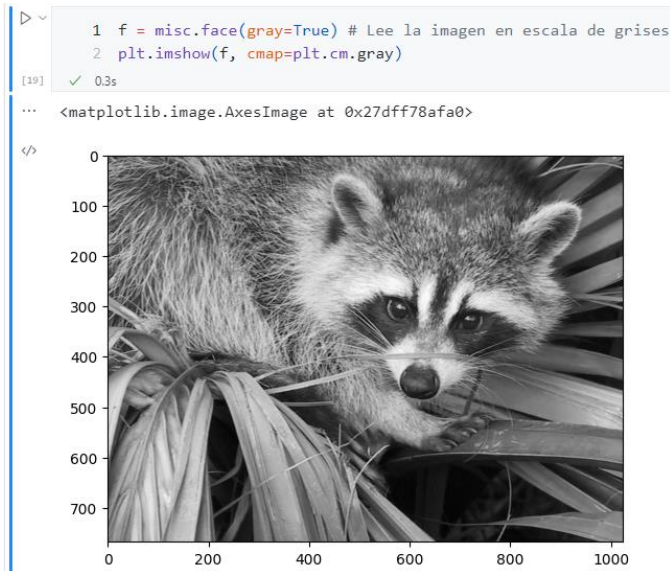 1 f = misc.face(gray=True) # Lee la imagen en escala de grises
2 plt.imshow(f, cmap=plt.cm.gray)
[19] ✓ 0.3s
... <matplotlib.image.AxesImage at 0x27dff78afa0>
</>
0
100
200
300
400
500
600
700
0 200 400 600 800 1000